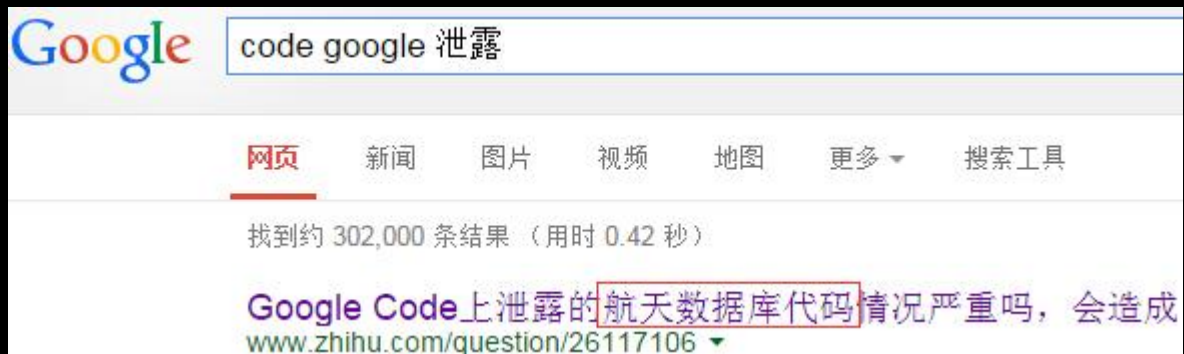 Google code google 泄露
网页 新闻 图片 视频 地图 更多 搜索工具
找到约 302,000 条结果 （用时 0.42 秒）
Google Code上泄露的航天数据库代码情况严重吗，会造成
www.zhihu.com/question/26117106